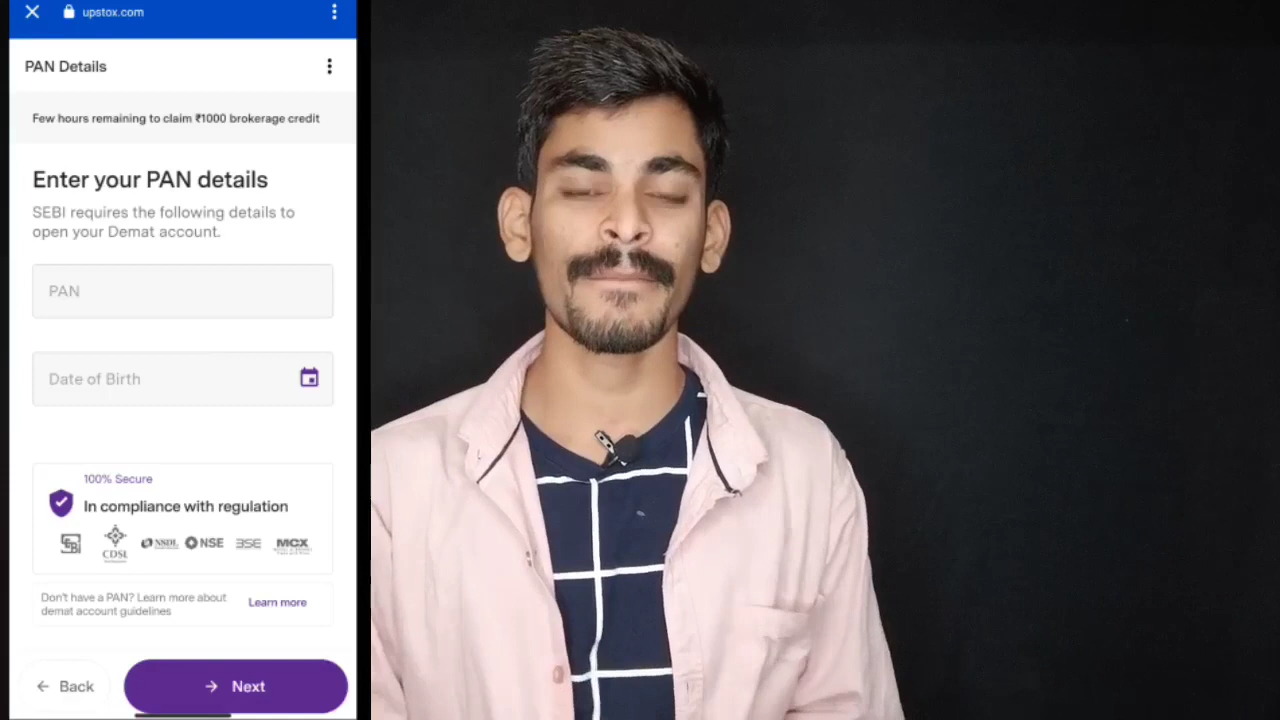 upstox.com
PAN Details
Few hours remaining to claim ₹1000 brokerage credit
Enter your PAN details
SEBI requires the following details to
open your Demat account.
PAN
Date of Birth
100% Secure
In compliance with regulation
SEBI CDSL NSDL NSE BSE MCX
Don't have a PAN? Learn more about
demat account guidelines
Learn more
Back
Next